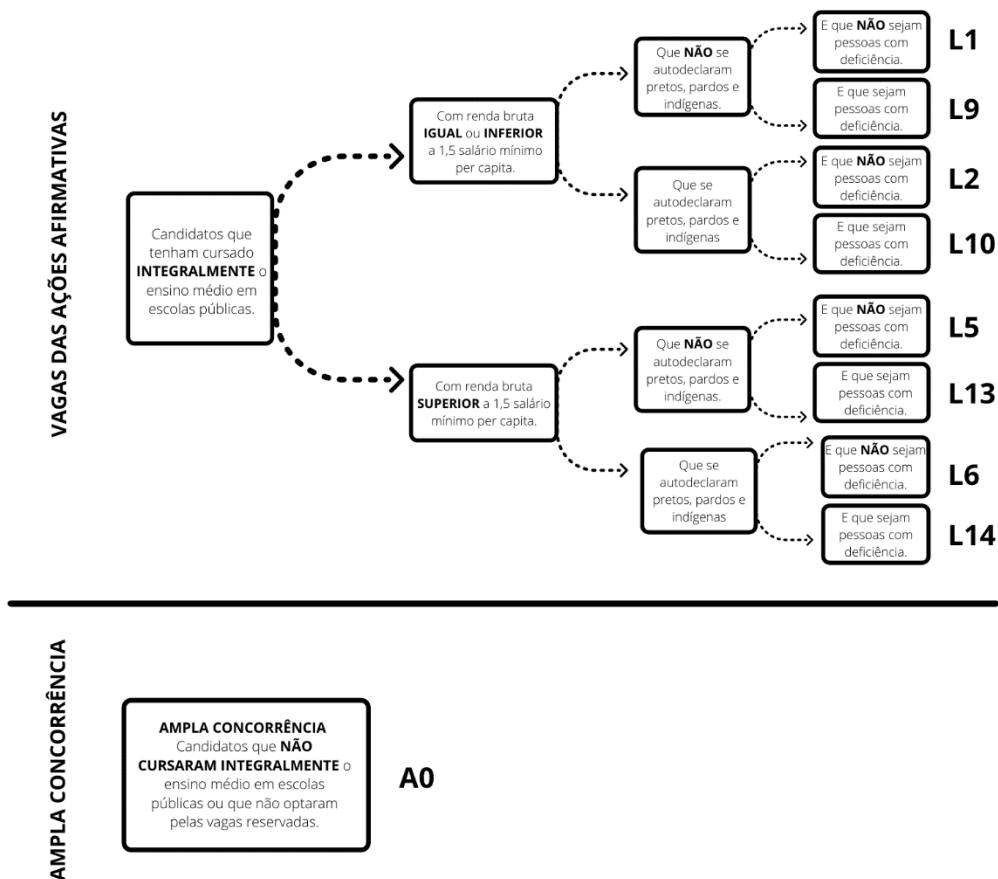 VAGAS DAS AÇÕES AFIRMATIVAS
Candidatos que
tenham cursado
INTEGRALMENTE o
ensino médio em
escolas públicas.
Com renda bruta
IGUAL ou INFERIOR
a 1,5 salário mínimo
per capita.
Que NÃO se
autodeclaram
pretos, pardos e
indígenas.
E que NÃO sejam
pessoas com
deficiência.
L1
E que sejam
pessoas com
deficiência.
L9
Que se
autodeclaram
pretos, pardos e
indígenas
E que NÃO sejam
pessoas com
deficiência.
L2
E que sejam
pessoas com
deficiência.
L10
Com renda bruta
SUPERIOR a 1,5 salário
mínimo per capita.
Que NÃO se
autodeclaram
pretos, pardos e
indígenas.
E que NÃO sejam
pessoas com
deficiência.
L5
E que sejam
pessoas com
deficiência.
L13
Que se
autodeclaram
pretos, pardos e
indígenas
E que NÃO sejam
pessoas com
deficiência.
L6
E que sejam
pessoas com
deficiência.
L14
AMPLA CONCORRÊNCIA
AMPLA CONCORRÊNCIA
Candidatos que NÃO
CURSARAM INTEGRALMENTE o
ensino médio em escolas
públicas ou que não optaram
pelas vagas reservadas.
A0